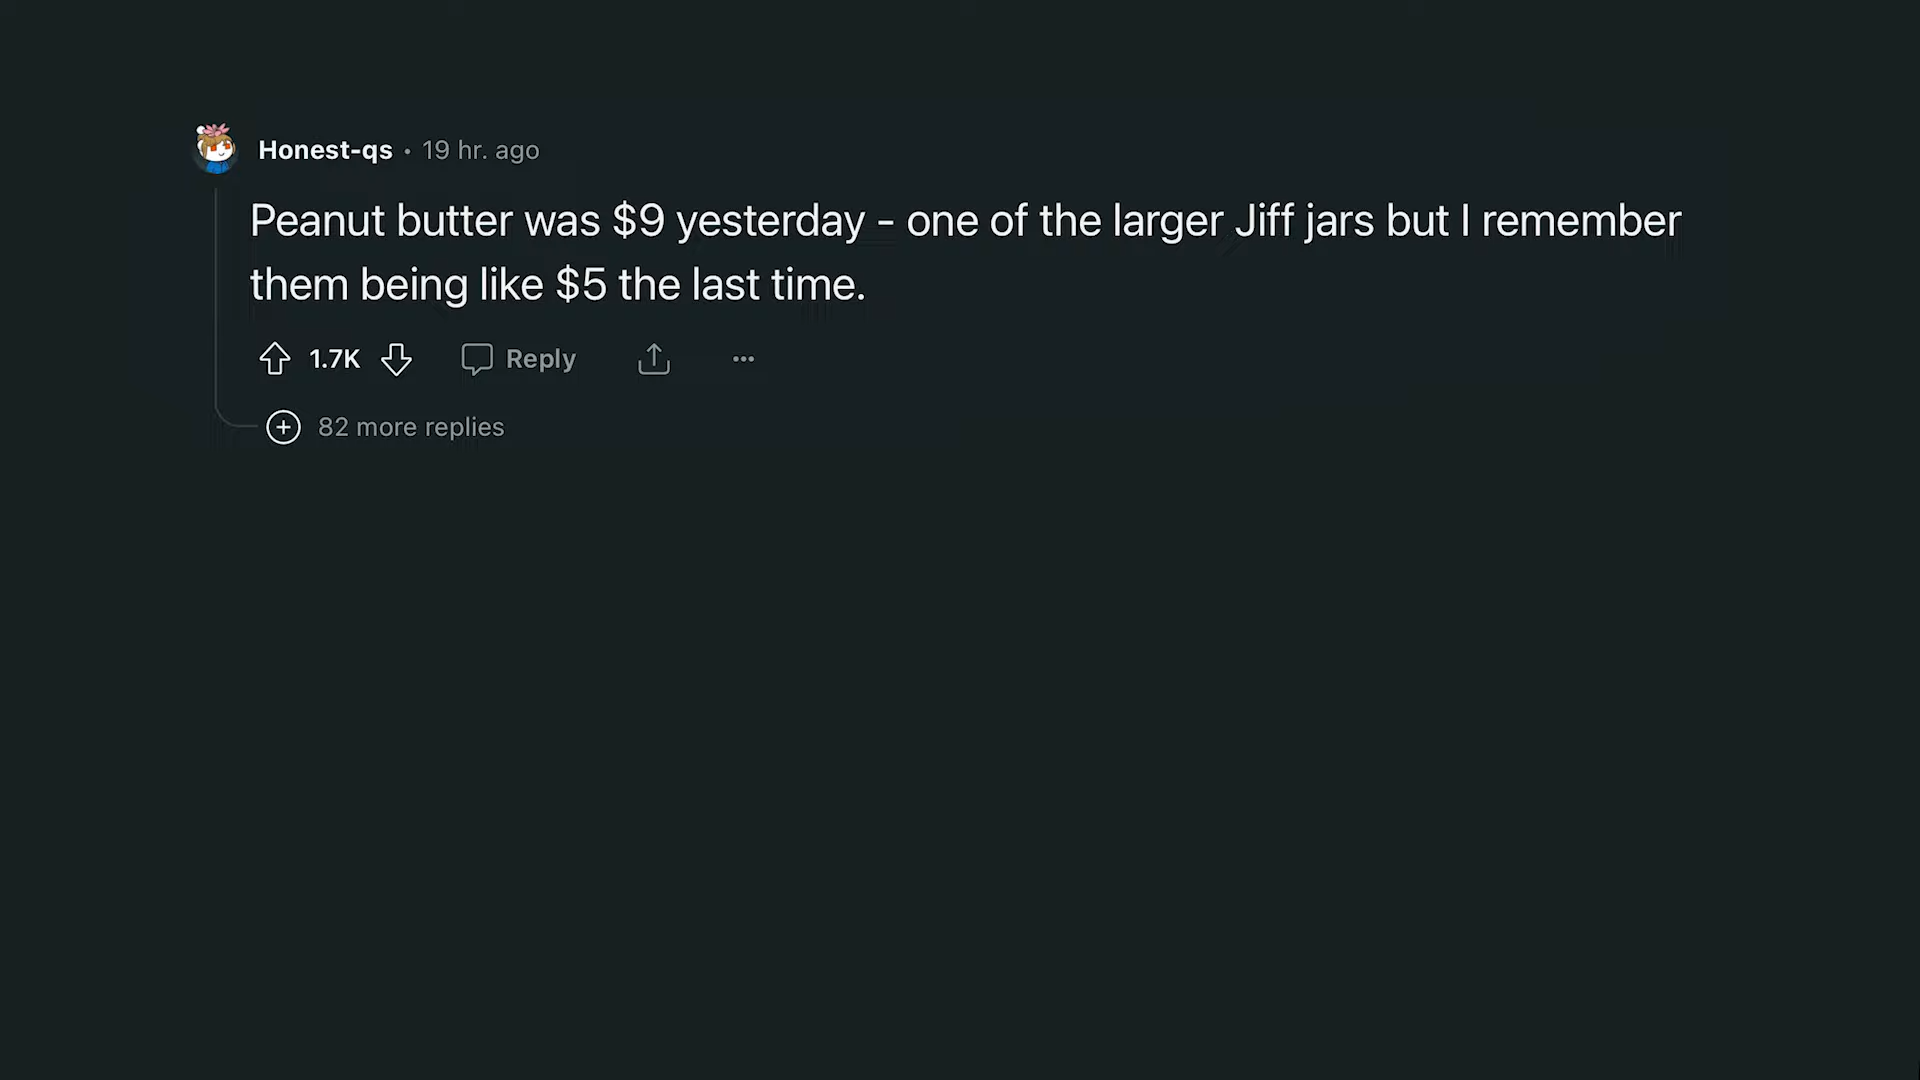 Honest-qs • 19 hr. ago
Peanut butter was $9 yesterday - one of the larger Jiff jars but I remember
them being like $5 the last time.
1.7K Reply
82 more replies